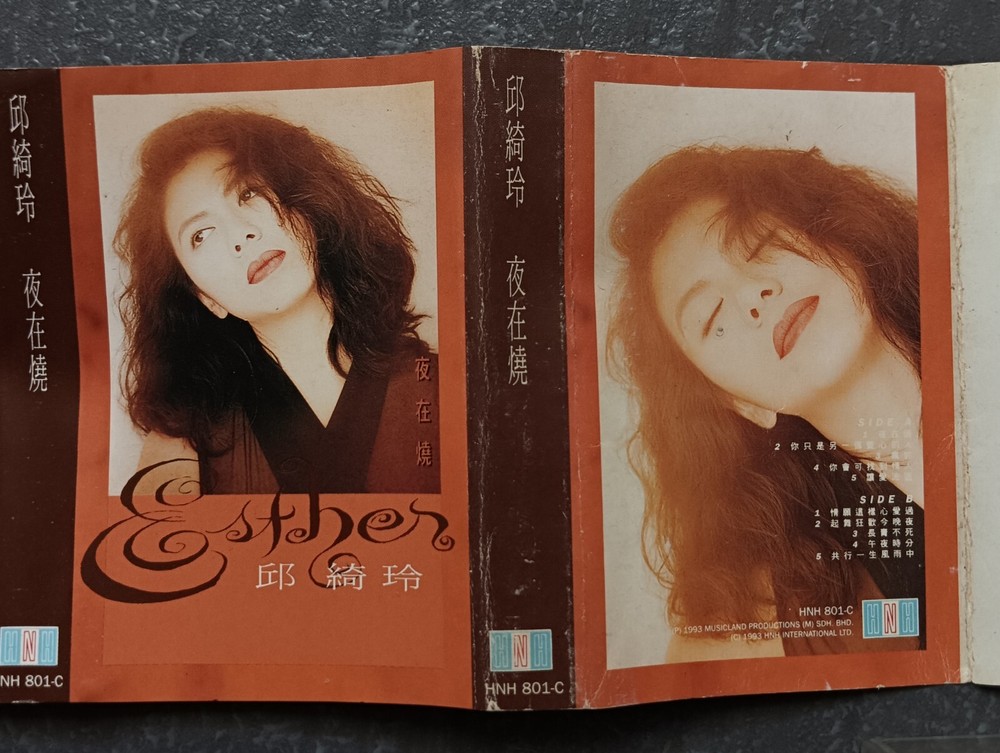 邱綺玲
夜在燒
HNH
NH 801-C
夜在燒
Esther
邱綺玲
邱綺玲
夜在燒
HNH
HNH 801-C
SIDE A
2 你只是另一
4 你會可
5 讓愛
SIDE B
1 情願這樣心愛過
2 起舞狂歡今晚夜
3 長青不死
4 午夜時分
5 共行一生風雨中
HNH 801-C
(P) 1993 MUSICLAND PRODUCTIONS (M) SDH. BHD.
(C) 1993 HNH INTERNATIONAL LTD.
HNH